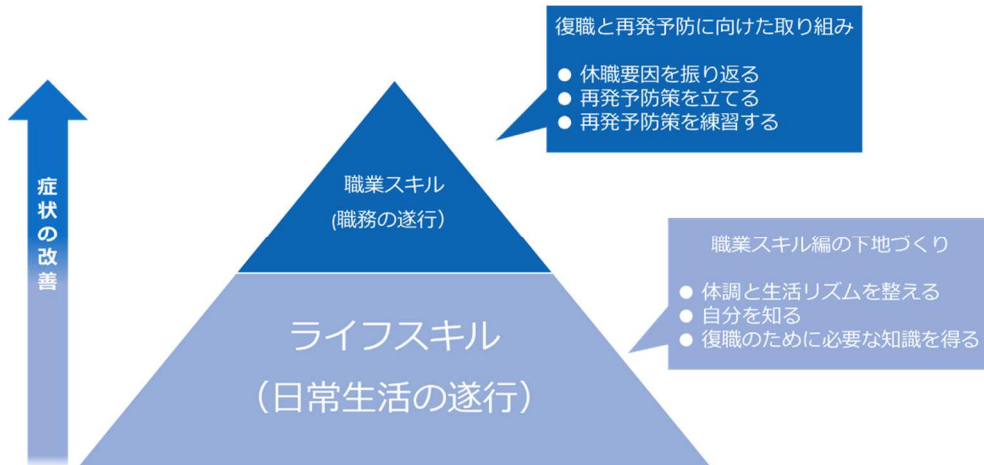 復職と再発予防に向けた取り組み
● 休職要因を振り返る
● 再発予防策を立てる
● 再発予防策を練習する
症状の改善
職業スキル
(職務の遂行）
職業スキル編の下地づくり
● 体調と生活リズムを整える
● 自分を知る
● 復職のために必要な知識を得る
ライフスキル
（日常生活の遂行）